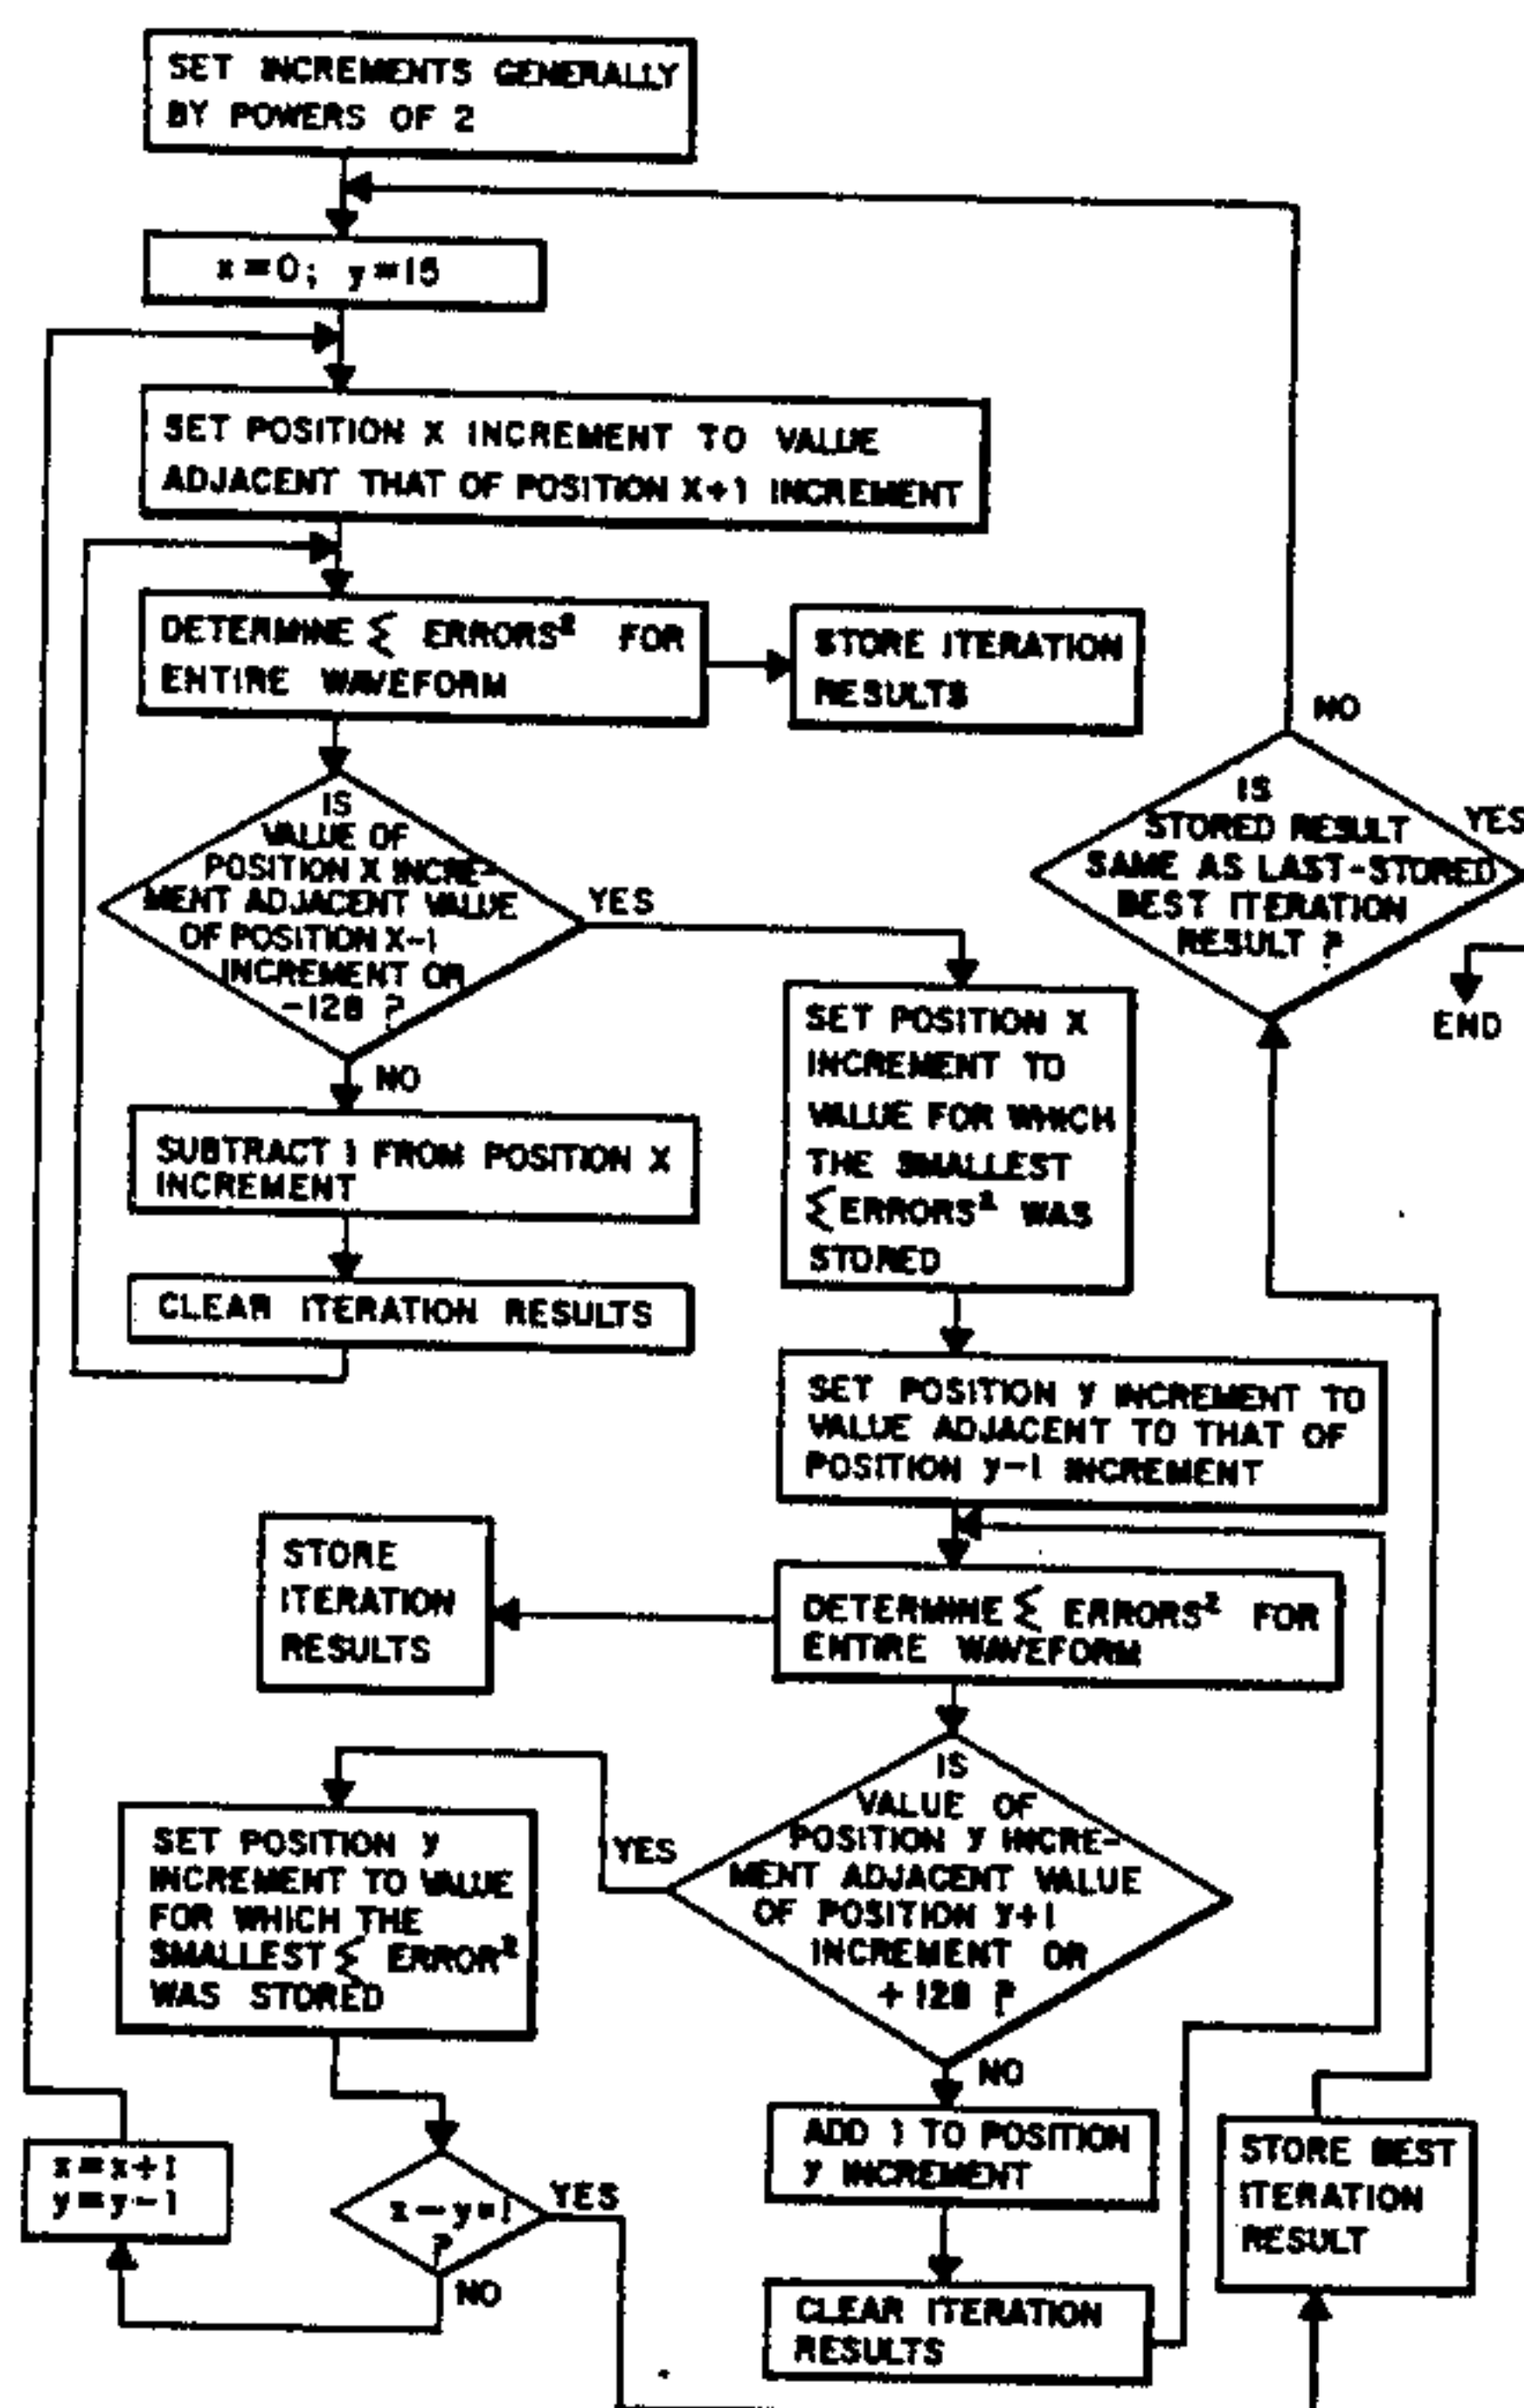 SET INCREMENTS GENERALLY
BY POWERS OF 2
x=0; y=15
SET POSITION X INCREMENT TO VALUE
ADJACENT THAT OF POSITION X+1 INCREMENT
DETERMINE Σ ERRORS² FOR
ENTIRE WAVEFORM
STORE ITERATION
RESULTS
IS
VALUE OF
POSITION X INCRE-
MENT ADJACENT VALUE
OF POSITION X-1
INCREMENT OR
-128 ?
YES
NO
SUBTRACT 1 FROM POSITION X
INCREMENT
CLEAR ITERATION RESULTS
NO
IS
STORED RESULT
SAME AS LAST-STORED
BEST ITERATION
RESULT ?
YES
END
SET POSITION X
INCREMENT TO
VALUE FOR WHICH
THE SMALLEST
Σ ERRORS² WAS
STORED
SET POSITION y INCREMENT TO
VALUE ADJACENT TO THAT OF
POSITION y-1 INCREMENT
STORE
ITERATION
RESULTS
DETERMINE Σ ERRORS² FOR
ENTIRE WAVEFORM
IS
VALUE OF
POSITION y INCRE-
MENT ADJACENT VALUE
OF POSITION y+1
INCREMENT OR
+128 ?
YES
NO
SET POSITION y
INCREMENT TO VALUE
FOR WHICH THE
SMALLEST Σ ERROR²
WAS STORED
ADD 1 TO POSITION
y INCREMENT
CLEAR ITERATION
RESULTS
x=x+1
y=y-1
x-y=1
?
YES
NO
STORE BEST
ITERATION
RESULT